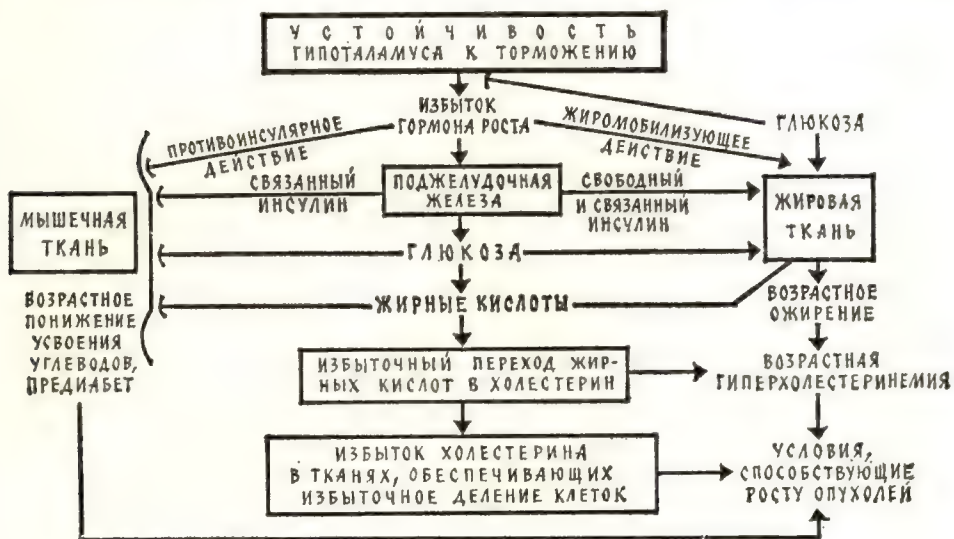 УСТОЙЧИВОСТЬ
ГИПОТАЛАМУСА К ТОРМОЖЕНИЮ
ИЗБЫТОК
ГОРМОНА РОСТА
ПРОТИВОИНСУЛЯРНОЕ
ДЕЙСТВИЕ
ЖИРОМОБИЛИЗУЮЩЕЕ
ДЕЙСТВИЕ
ГЛЮКОЗА
СВЯЗАННЫЙ
ИНСУЛИН
ПОДЖЕЛУДОЧНАЯ
ЖЕЛЕЗА
СВОБОДНЫЙ
И СВЯЗАННЫЙ
ИНСУЛИН
МЫШЕЧНАЯ
ТКАНЬ
ЖИРОВАЯ
ТКАНЬ
ГЛЮКОЗА
ЖИРНЫЕ КИСЛОТЫ
ВОЗРАСТНОЕ
ПОНИЖЕНИЕ
УСВОЕНИЯ
УГЛЕВОДОВ,
ПРЕДИАБЕТ
ВОЗРАСТНОЕ
ОЖИРЕНИЕ
ИЗБЫТОЧНЫЙ ПЕРЕХОД ЖИР-
НЫХ КИСЛОТ В ХОЛЕСТЕРИН
ВОЗРАСТНАЯ
ГИПЕРХОЛЕСТЕРИНЕМИЯ
ИЗБЫТОК ХОЛЕСТЕРИНА
В ТКАНЯХ, ОБЕСПЕЧИВАЮЩИХ
ИЗБЫТОЧНОЕ ДЕЛЕНИЕ КЛЕТОК
УСЛОВИЯ,
СПОСОБСТВУЮЩИЕ
РОСТУ ОПУХОЛЕЙ